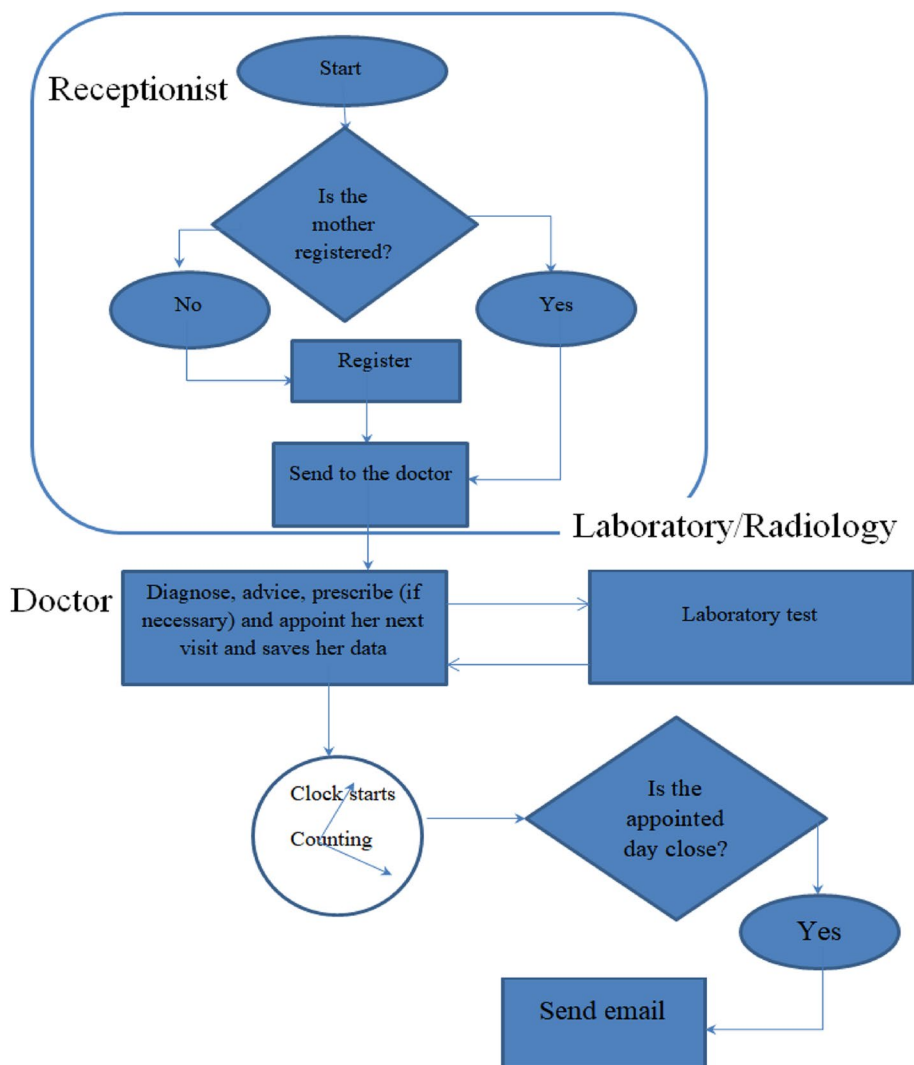 Start
Receptionist
Is the
mother
registered?
No
Yes
Register
Send to the doctor
Laboratory/Radiology
Doctor
Diagnose, advice, prescribe (if
necessary) and appoint her next
visit and saves her data
Laboratory test
Clock starts
Counting
Is the
appointed
day close?
Yes
Send email